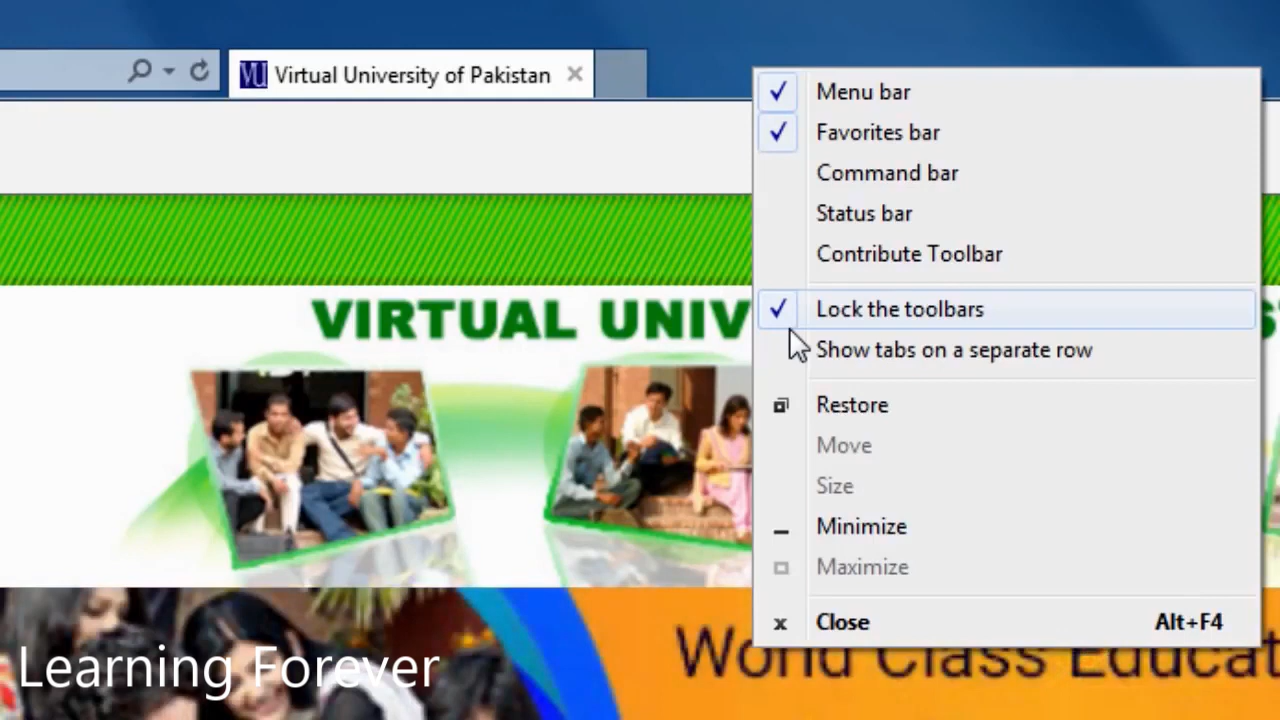 VU Virtual University of Pakistan
Menu bar
Favorites bar
Command bar
Status bar
Contribute Toolbar
Lock the toolbars
Show tabs on a separate row
Restore
Move
Size
Minimize
Maximize
Close Alt+F4
VIRTUAL UNIV
World Class Educat
Learning Forever